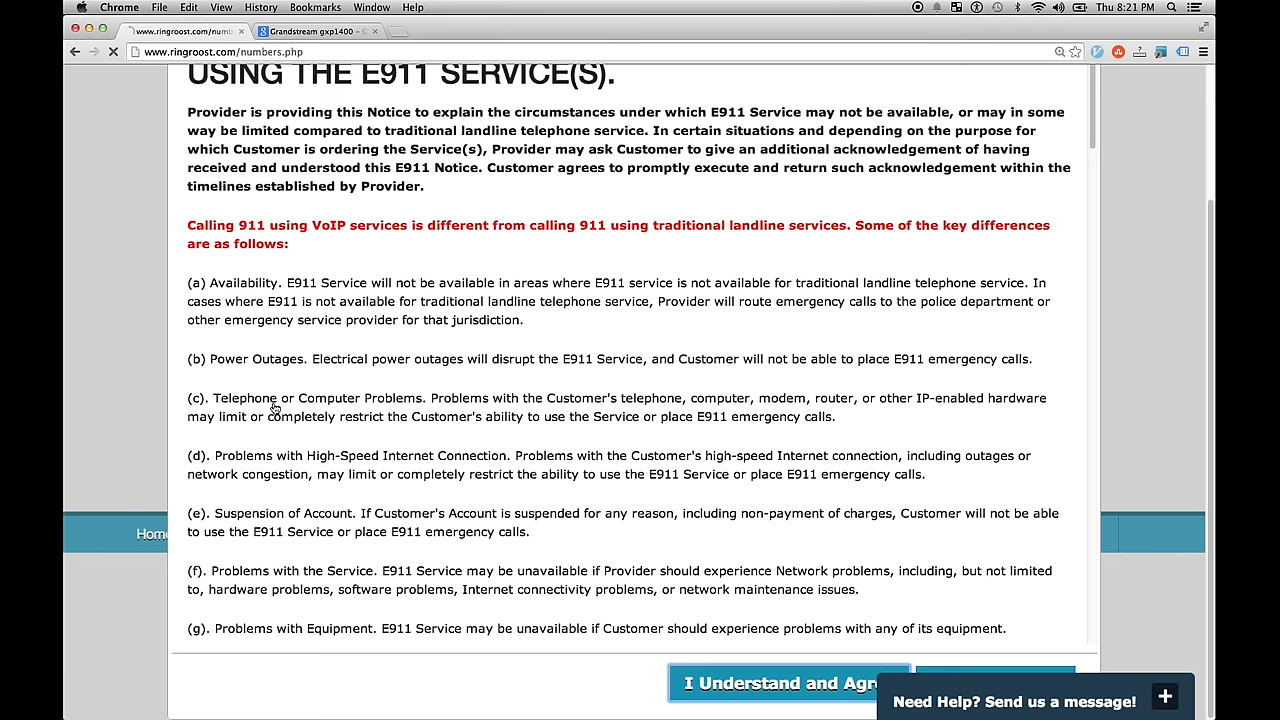 Chrome File Edit View History Bookmarks Window Help Thu 8:21 PM
www.ringroost.com/numb Grandstream gxp1400 -
www.ringroost.com/numbers.php
USING THE E911 SERVICE(S).
Provider is providing this Notice to explain the circumstances under which E911 Service may not be available, or may in some
way be limited compared to traditional landline telephone service. In certain situations and depending on the purpose for
which Customer is ordering the Service(s), Provider may ask Customer to give an additional acknowledgement of having
received and understood this E911 Notice. Customer agrees to promptly execute and return such acknowledgement within the
timelines established by Provider.
Calling 911 using VoIP services is different from calling 911 using traditional landline services. Some of the key differences
are as follows:
(a) Availability. E911 Service will not be available in areas where E911 service is not available for traditional landline telephone service. In
cases where E911 is not available for traditional landline telephone service, Provider will route emergency calls to the police department or
other emergency service provider for that jurisdiction.
(b) Power Outages. Electrical power outages will disrupt the E911 Service, and Customer will not be able to place E911 emergency calls.
(c). Telephone or Computer Problems. Problems with the Customer's telephone, computer, modem, router, or other IP-enabled hardware
may limit or completely restrict the Customer's ability to use the Service or place E911 emergency calls.
(d). Problems with High-Speed Internet Connection. Problems with the Customer's high-speed Internet connection, including outages or
network congestion, may limit or completely restrict the ability to use the E911 Service or place E911 emergency calls.
(e). Suspension of Account. If Customer's Account is suspended for any reason, including non-payment of charges, Customer will not be able
to use the E911 Service or place E911 emergency calls.
Home
(f). Problems with the Service. E911 Service may be unavailable if Provider should experience Network problems, including, but not limited
to, hardware problems, software problems, Internet connectivity problems, or network maintenance issues.
(g). Problems with Equipment. E911 Service may be unavailable if Customer should experience problems with any of its equipment.
I Understand and Agr
Need Help? Send us a message! +